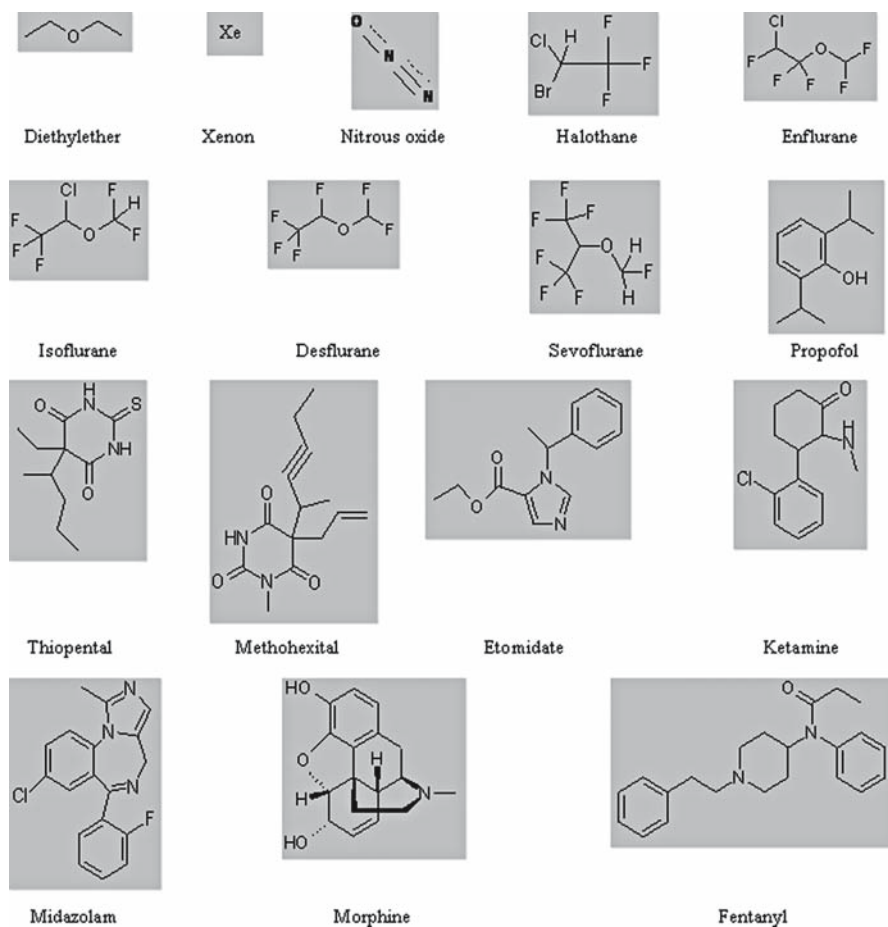 O
Xe
O
N
N
Cl H F
F
Br F
Cl
F O F
F F F
Diethylether Xenon Nitrous oxide Halothane Enflurane
Cl F H
F O F
F F
F F
F O F
F F
F F
F O H
F F
F F H
OH
Isoflurane Desflurane Sevoflurane Propofol
H
O N S
NH
O
O
HN O
O N O
O
O N
N
O
H
N
Cl
Thiopental Methohexital Etomidate Ketamine
N
N
N
Cl
F
HO
O H
H N
HO
O
N
N
Midazolam Morphine Fentanyl